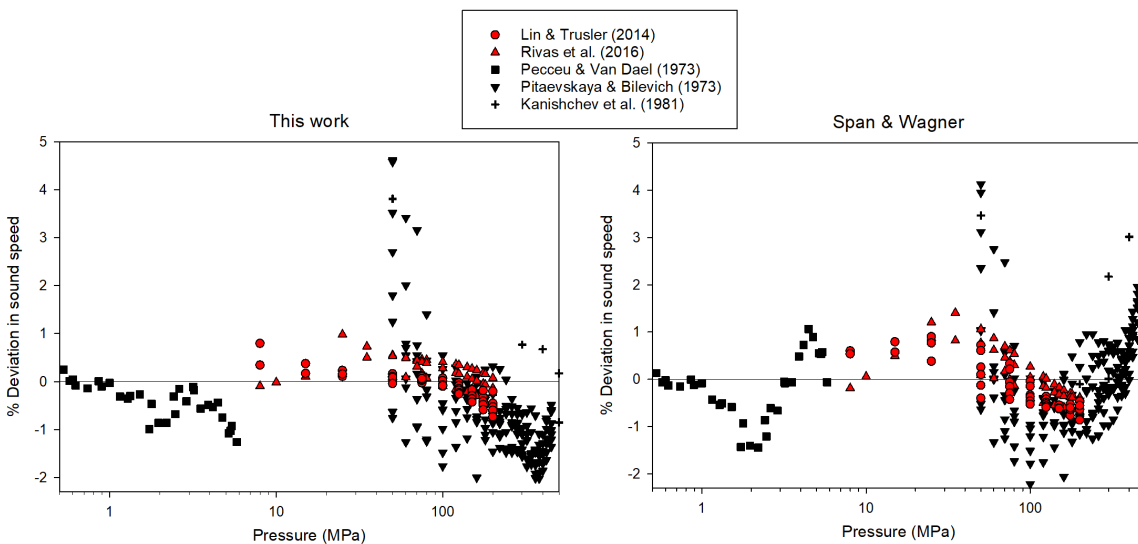 Lin & Trusler (2014)
Rivas et al. (2016)
Pecceu & Van Dael (1973)
Pitaevskaya & Bilevich (1973)
Kanishchev et al. (1981)
This work
% Deviation in sound speed
5
4
3
2
1
0
-1
-2
1
10
100
Pressure (MPa)
Span & Wagner
% Deviation in sound speed
5
4
3
2
1
0
-1
-2
1
10
100
Pressure (MPa)